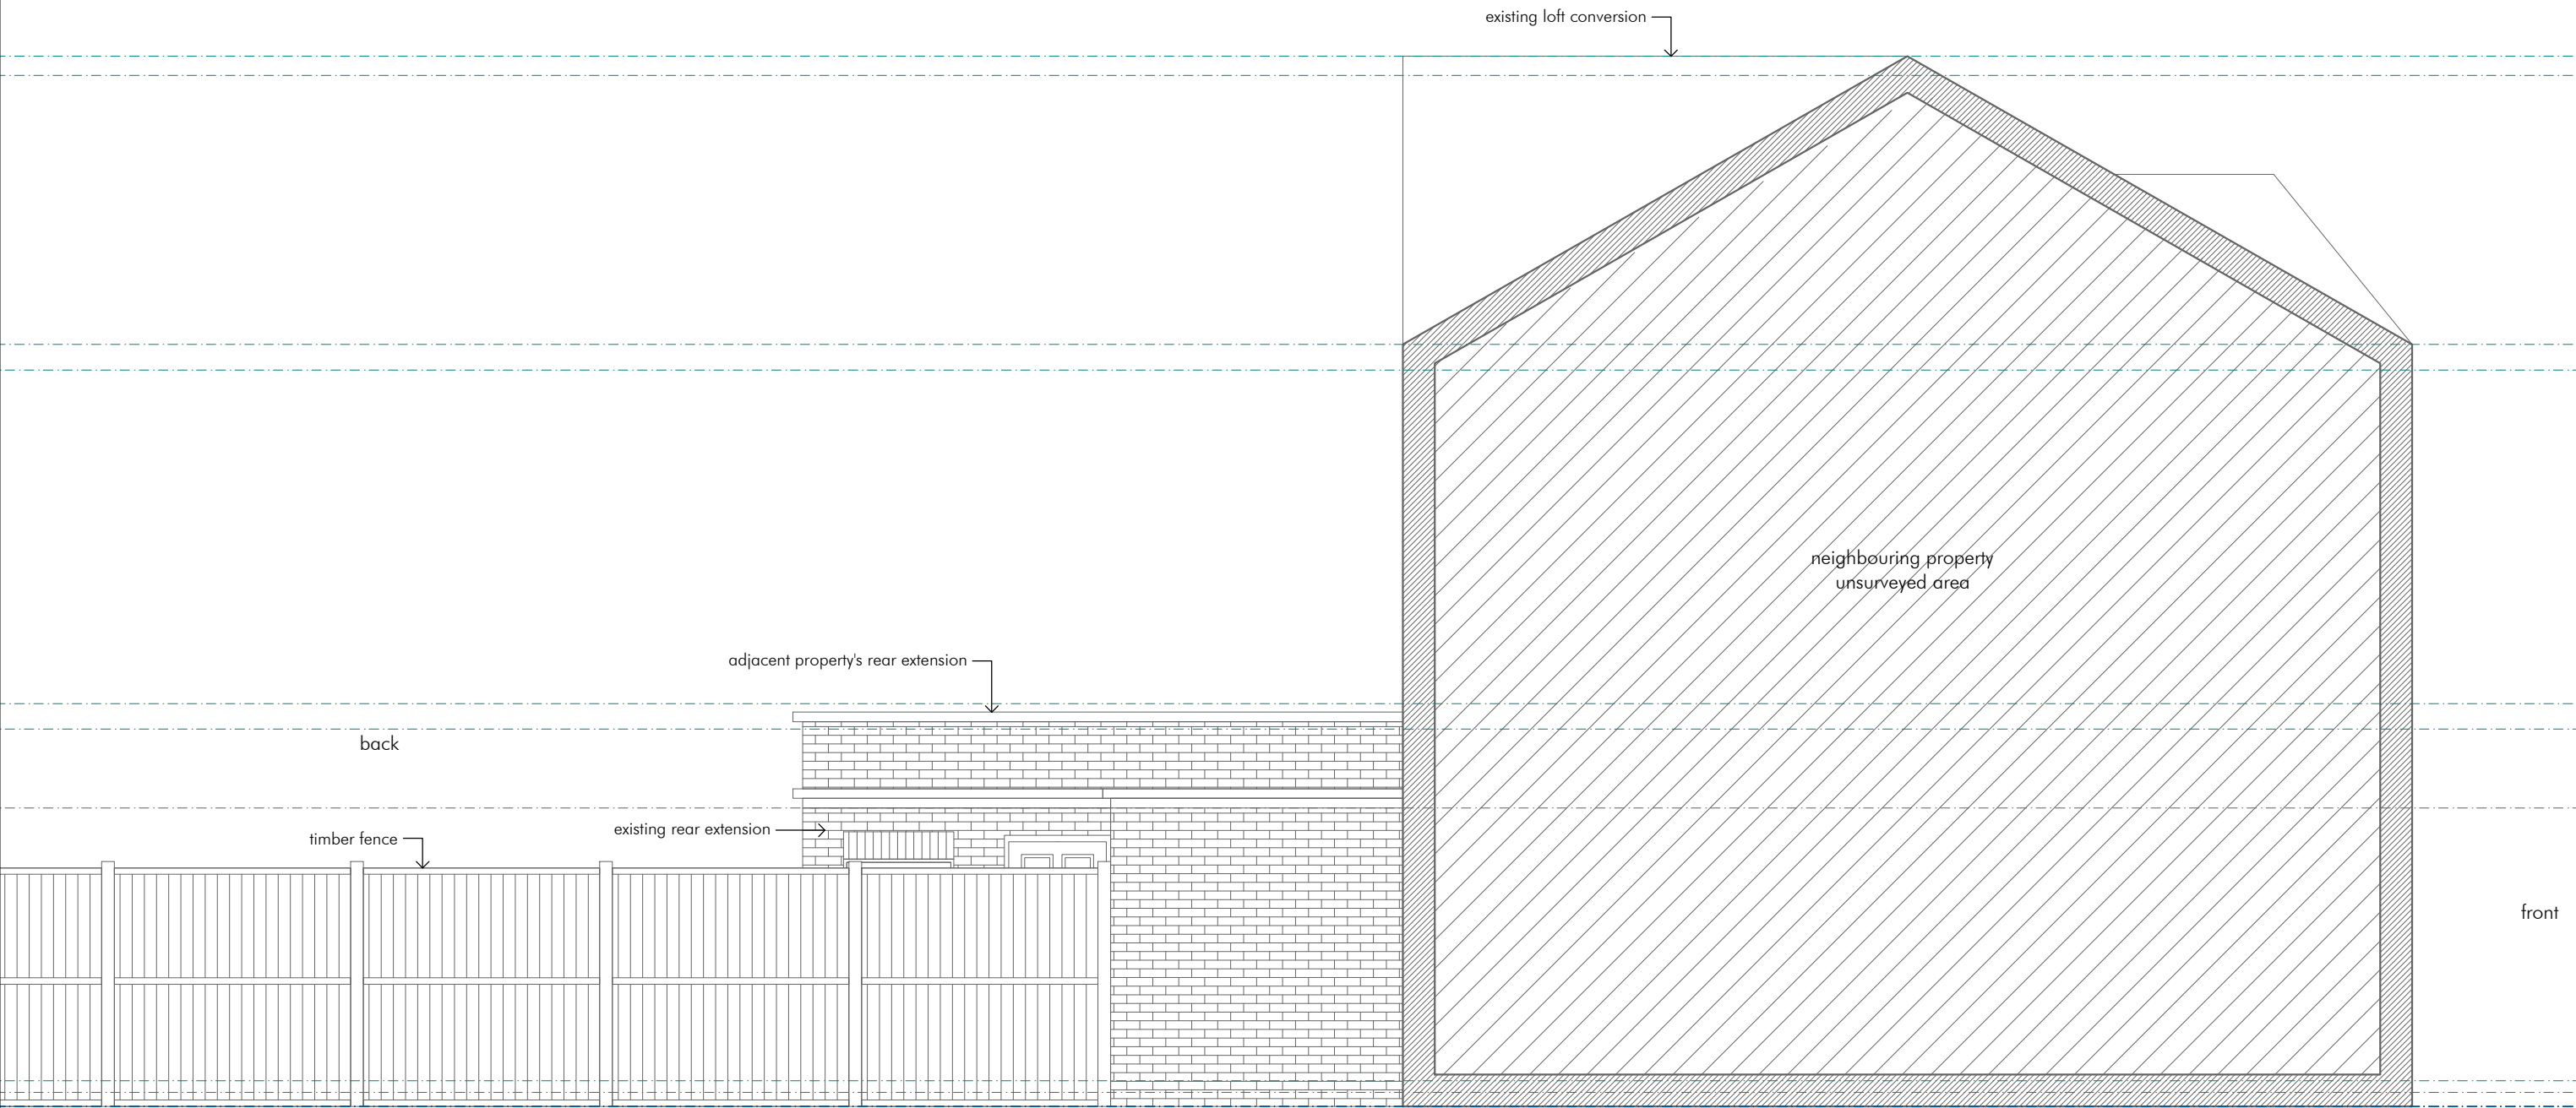 existing loft conversion
neighbouring property
unsurveyed area
adjacent property's rear extension
back
existing rear extension
timber fence
front